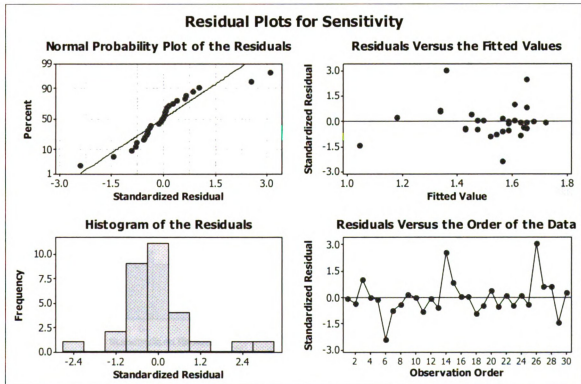 Residual Plots for Sensitivity
Normal Probability Plot of the Residuals
99
90
50
10
1
Percent
-3.0 -1.5 0.0 1.5 3.0
Standardized Residual
Residuals Versus the Fitted Values
3.0
1.5
0.0
-1.5
-3.0
Standardized Residual
1.0 1.2 1.4 1.6 1.8
Fitted Value
Histogram of the Residuals
10.0
7.5
5.0
2.5
0.0
Frequency
-2.4 -1.2 0.0 1.2 2.4
Standardized Residual
Residuals Versus the Order of the Data
3.0
1.5
0.0
-1.5
-3.0
Standardized Residual
2 4 6 8 10 12 14 16 18 20 22 24 26 28 30
Observation Order